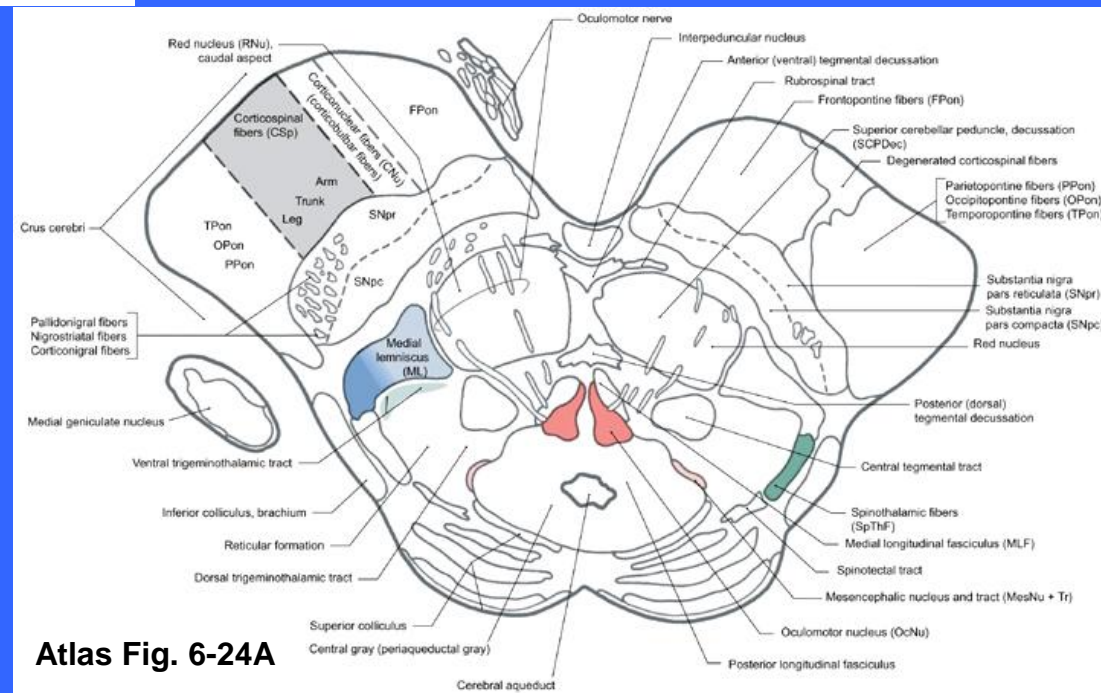 Oculomotor nerve
Interpeduncular nucleus
Anterior (ventral) tegmental decussation
Rubrospinal tract
Frontopontine fibers (FPon)
Superior cerebellar peduncle, decussation
(SCPDec)
Degenerated corticospinal fibers
Parietopontine fibers (PPon)
Occipitopontine fibers (OPon)
Temporopontine fibers (TPon)
Substantia nigra
pars reticulata (SNpr)
Substantia nigra
pars compacta (SNpc)
Red nucleus
Posterior (dorsal)
tegmental decussation
Central tegmental tract
Spinothalamic fibers
(SpThF)
Medial longitudinal fasciculus (MLF)
Spinotectal tract
Mesencephalic nucleus and tract (MesNu + Tr)
Oculomotor nucleus (OcNu)
Posterior longitudinal fasciculus
Red nucleus (RNu),
caudal aspect
Corticospinal
fibers (CSp)
Corticonuclear fibers (CNu)
(corticobulbar fibers)
FPon
Arm
Trunk
Leg
SNpr
SNpc
TPon
OPon
PPon
Crus cerebri
Pallidonigral fibers
Nigrostriatal fibers
Corticonigral fibers
Medial
lemniscus
(ML)
Medial geniculate nucleus
Ventral trigeminothalamic tract
Inferior colliculus, brachium
Reticular formation
Dorsal trigeminothalamic tract
Superior colliculus
Central gray (periaqueductal gray)
Cerebral aqueduct
Atlas Fig. 6-24A